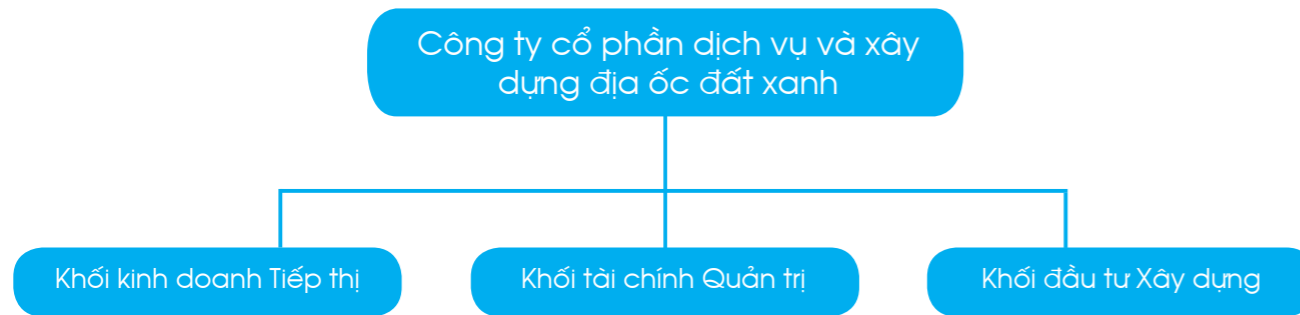 Công ty cổ phần dịch vụ và xây
dựng địa ốc đất xanh
Khối kinh doanh Tiếp thị
Khối tài chính Quản trị
Khối đầu tư Xây dựng